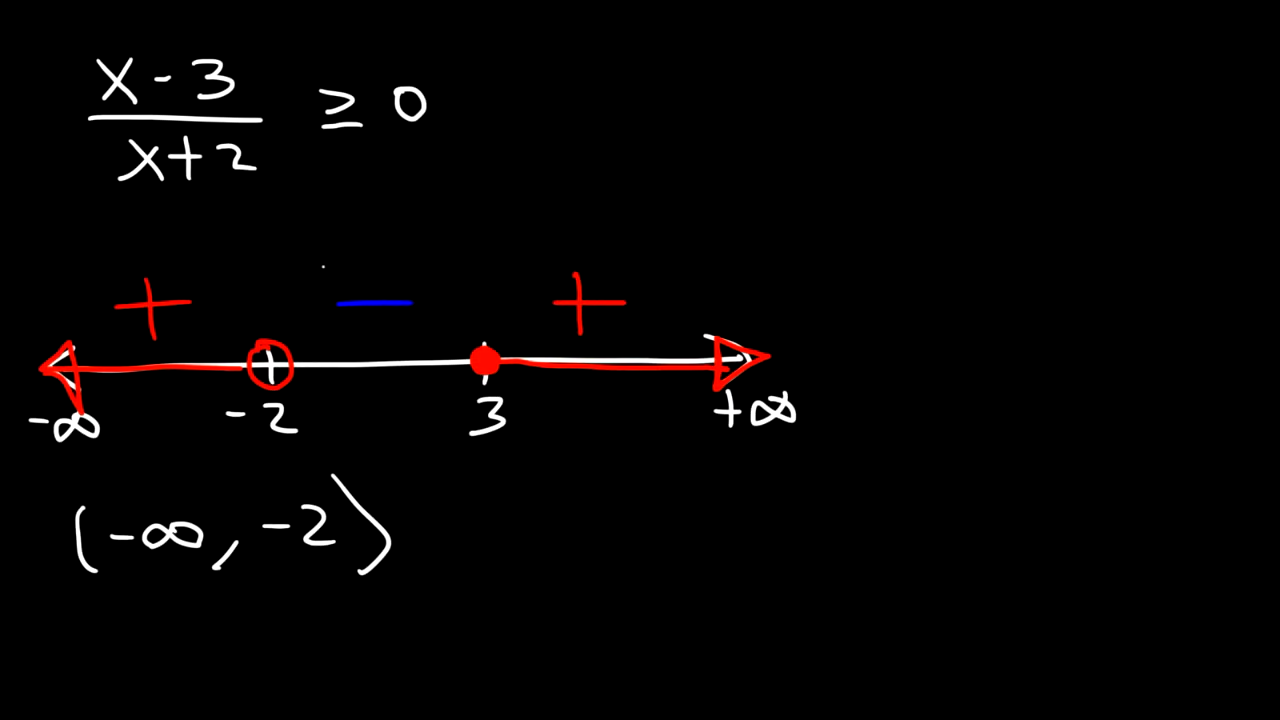 x-3
x+2
≥ 0
+ − +
-∞ -2 3 +∞
(-∞, -2)